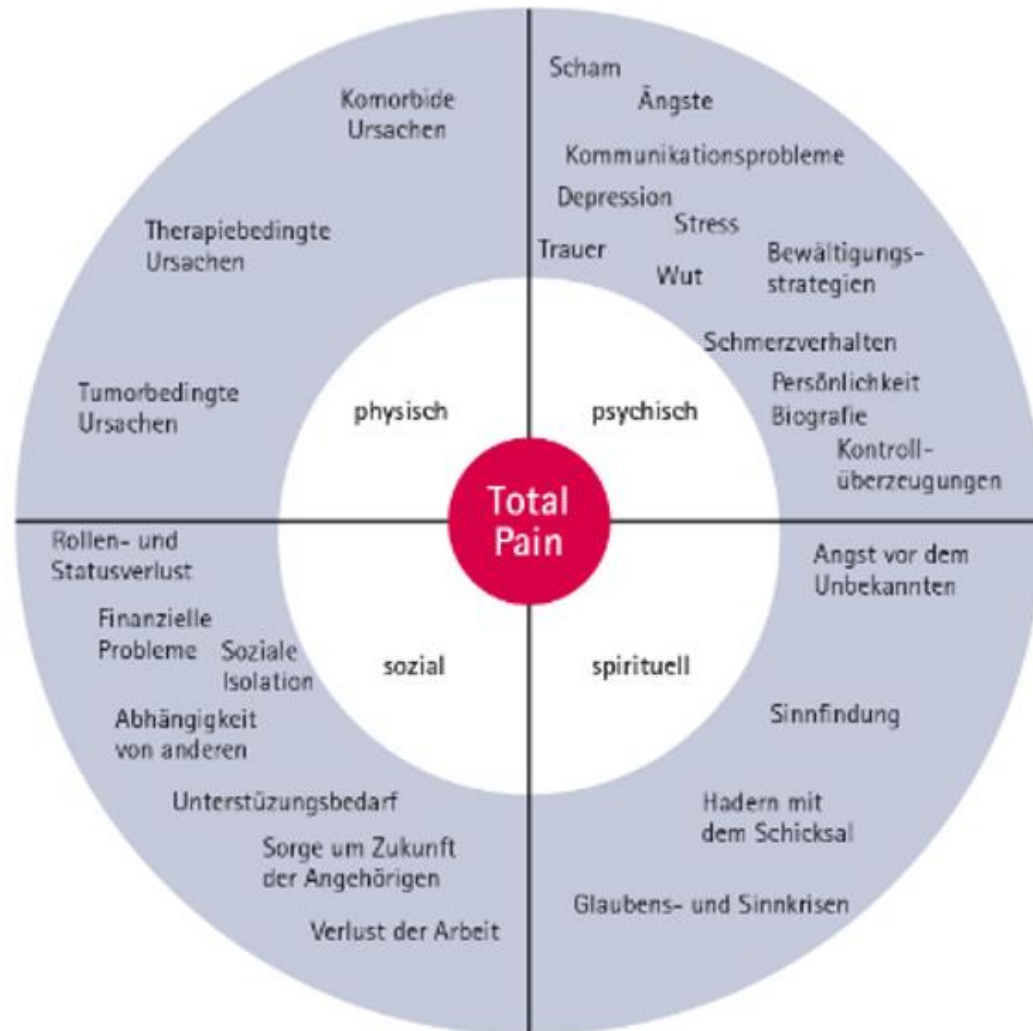 Komorbide
Ursachen
Therapiebedingte
Ursachen
Tumorbedingte
Ursachen
physisch
Scham
Ängste
Kommunikationsprobleme
Depression
Stress
Trauer
Wut
Bewältigungs-
strategien
Schmerzverhalten
Persönlichkeit
Biografie
Kontroll-
überzeugungen
psychisch
Total
Pain
Rollen- und
Statusverlust
Finanzielle
Probleme
Soziale
Isolation
Abhängigkeit
von anderen
Unterstüzungsbedarf
Sorge um Zukunft
der Angehörigen
Verlust der Arbeit
sozial
spirituell
Angst vor dem
Unbekannten
Sinnfindung
Hadern mit
dem Schicksal
Glaubens- und Sinnkrisen